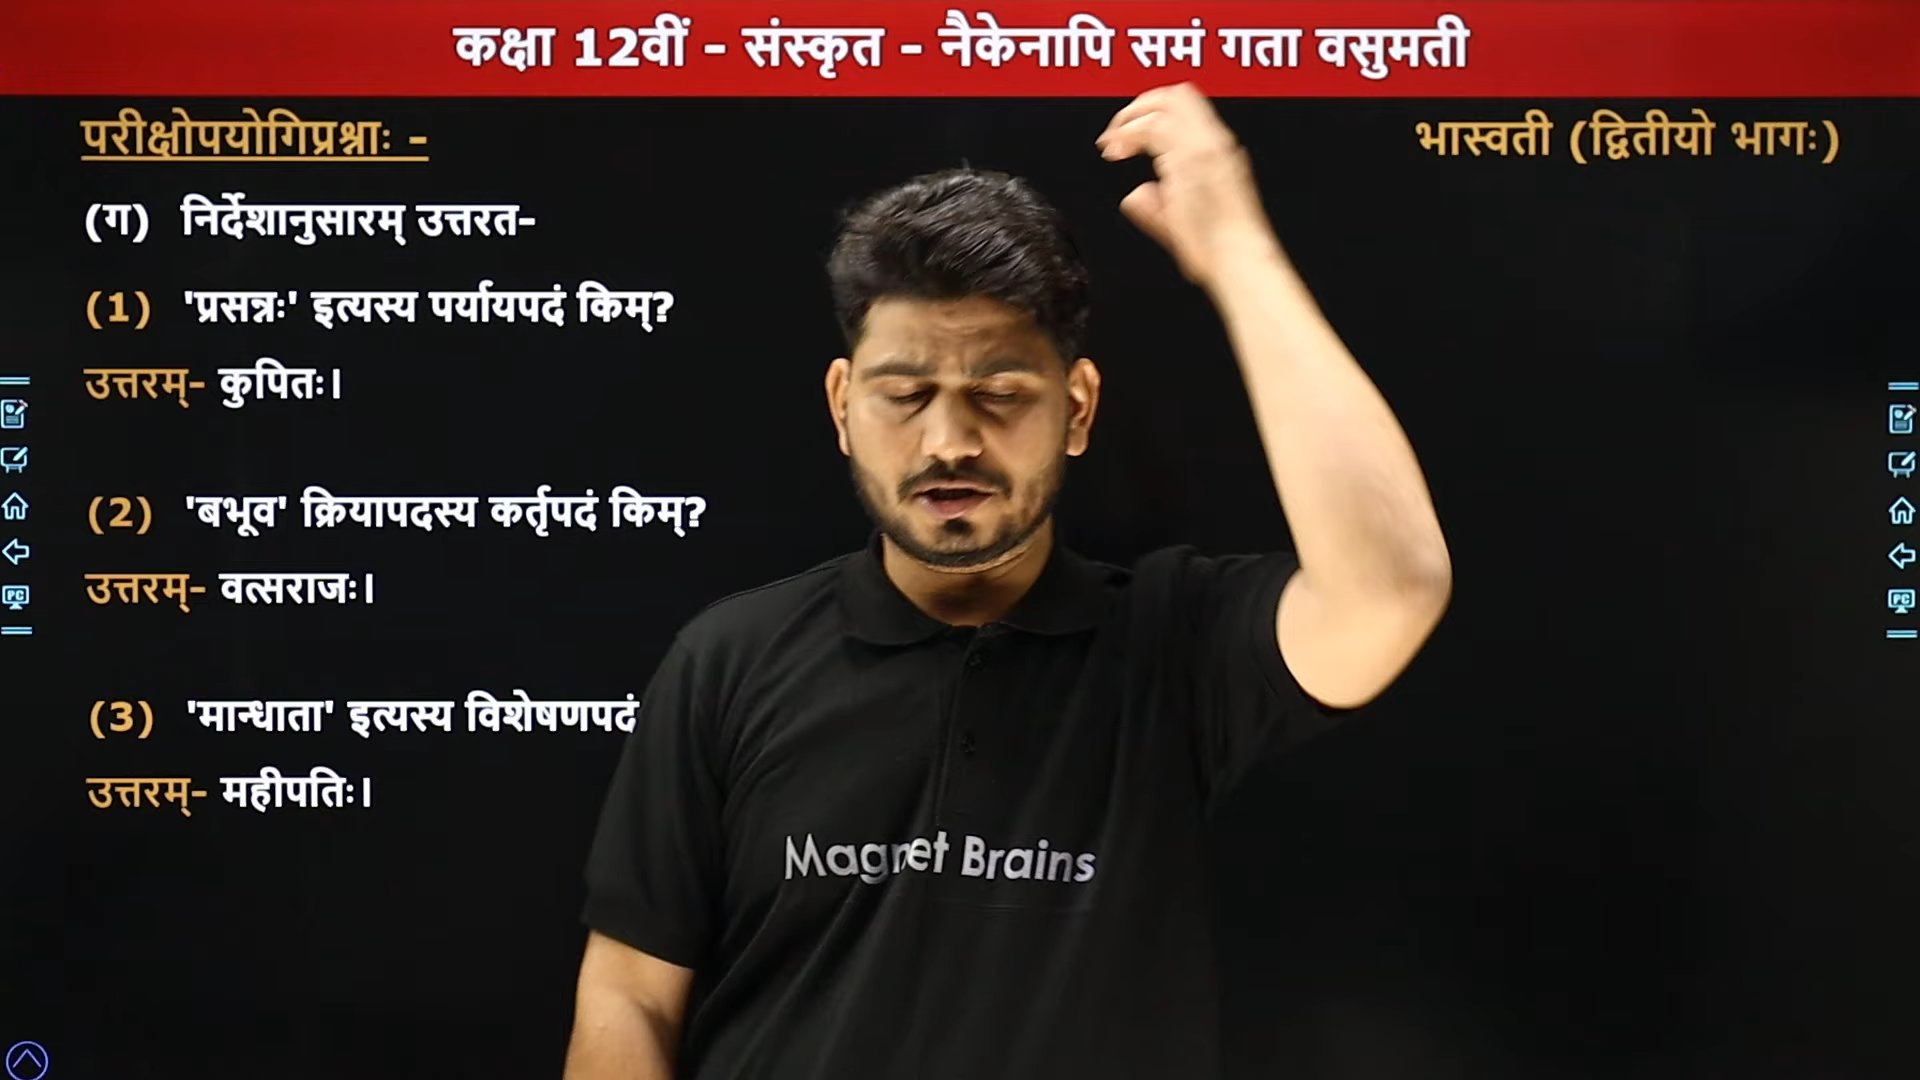 कक्षा 12वीं - संस्कृत - नैकेनापि समं गता वसुमती
परीक्षोपयोगिप्रश्नाः -
भास्वती (द्वितीयो भागः)
(ग) निर्देशानुसारम् उत्तरत-
(1) 'प्रसन्नः' इत्यस्य पर्यायपदं किम्?
उत्तरम्- कुपितः।
(2) 'बभूव' क्रियापदस्य कर्तृपदं किम्?
उत्तरम्- वत्सराजः।
(3) 'मान्धाता' इत्यस्य विशेषणपदं
उत्तरम्- महीपतिः।
Magnet Brains
PC
PC